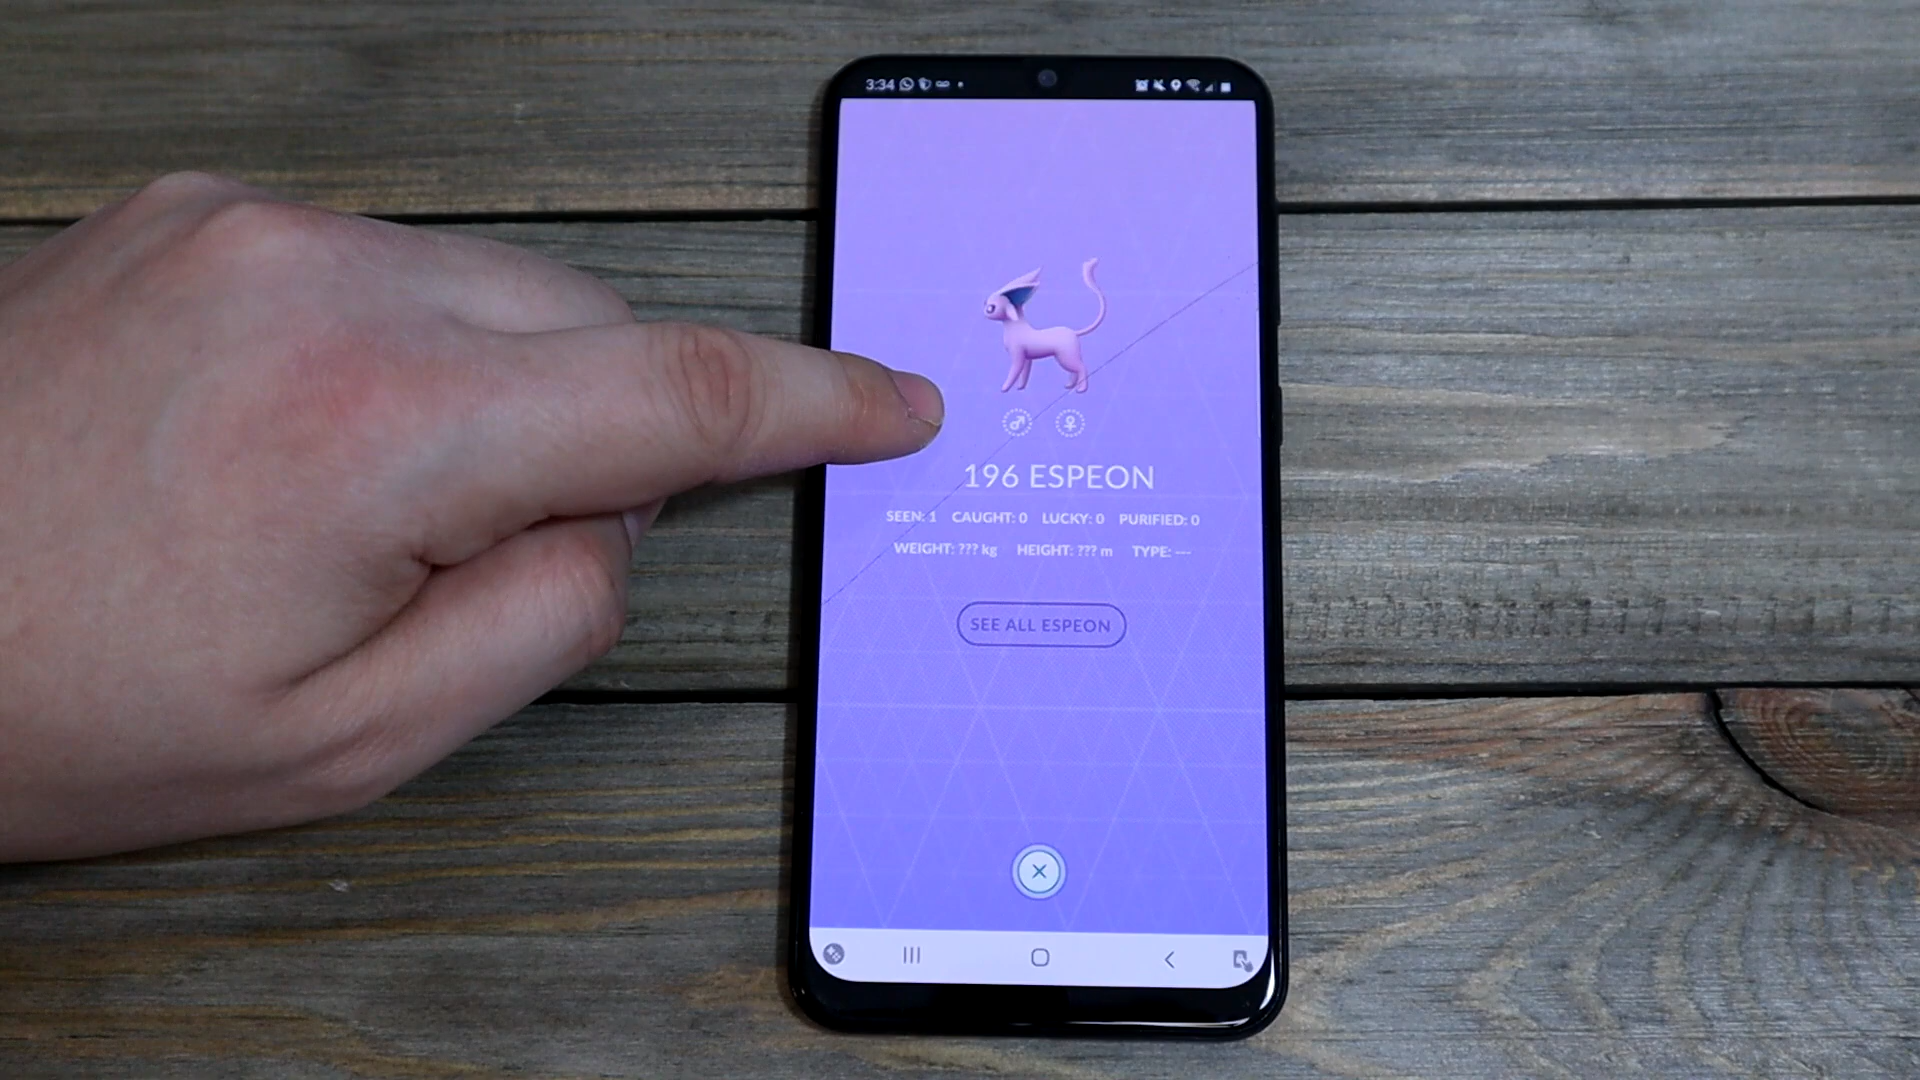 3:34
196 ESPEON
SEEN: 1 CAUGHT: 0 LUCKY: 0 PURIFIED: 0
WEIGHT: ??? kg HEIGHT: ??? m TYPE: ---
SEE ALL ESPEON